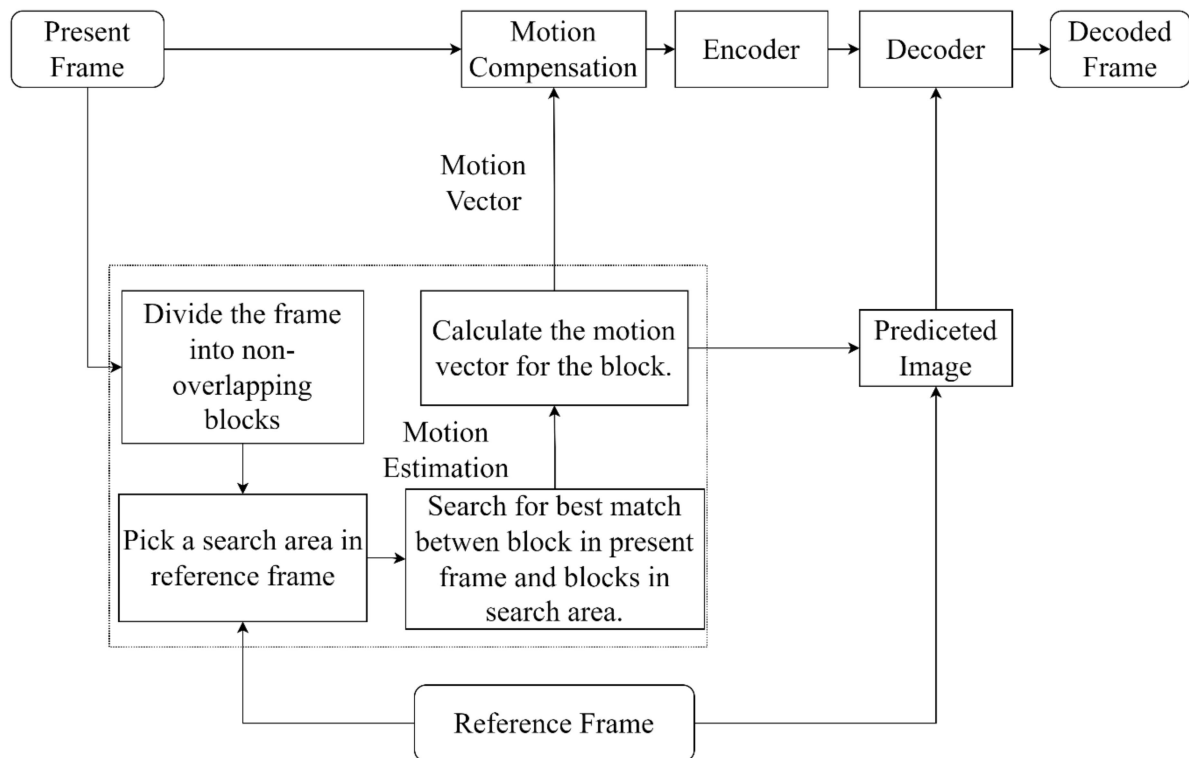 Present
Frame
Motion
Compensation
Encoder
Decoder
Decoded
Frame
Motion
Vector
Divide the frame
into non-
overlapping
blocks
Calculate the motion
vector for the block.
Prediceted
Image
Motion
Estimation
Pick a search area in
reference frame
Search for best match
betwen block in present
frame and blocks in
search area.
Reference Frame